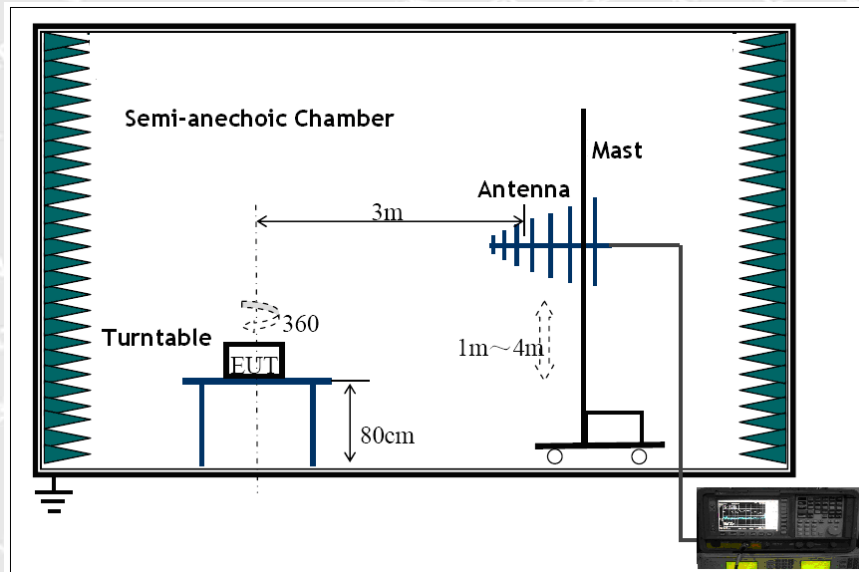 Semi-anechoic Chamber
Mast
Antenna
3m
360
Turntable
1m～4m
EUT
80cm